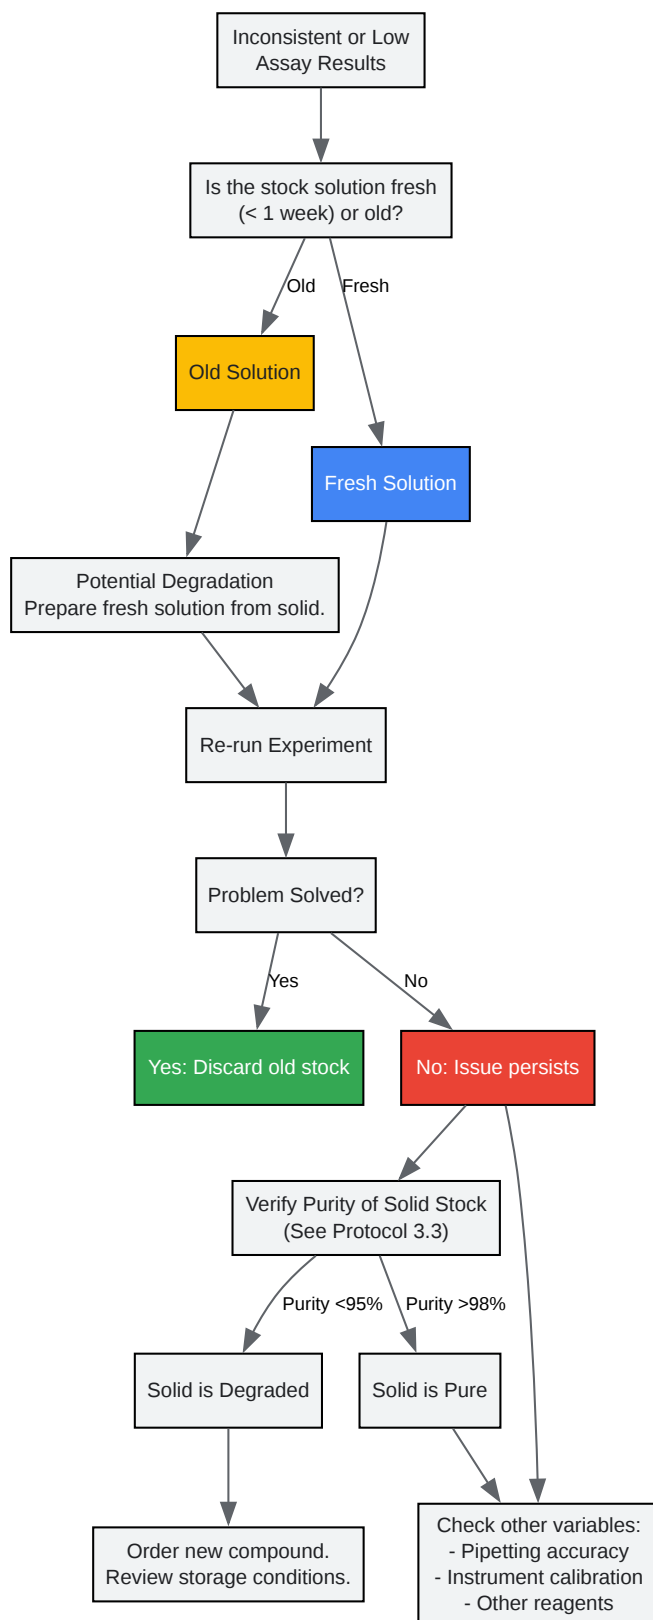 Inconsistent or Low
Assay Results
Is the stock solution fresh
(< 1 week) or old?
Old
Fresh
Old Solution
Fresh Solution
Potential Degradation
Prepare fresh solution from solid.
Re-run Experiment
Problem Solved?
Yes
No
Yes: Discard old stock
No: Issue persists
Verify Purity of Solid Stock
(See Protocol 3.3)
Purity <95%
Purity >98%
Solid is Degraded
Solid is Pure
Order new compound.
Review storage conditions.
Check other variables:
- Pipetting accuracy
- Instrument calibration
- Other reagents